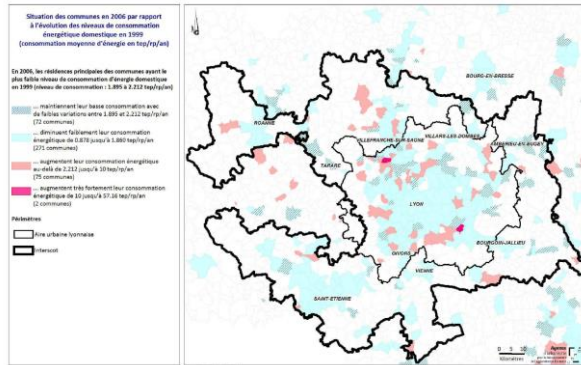 Situation des communes en 2006 par rapport
à l'évolution des niveaux de consommation
énergétique domestique en 1999
(consommation moyenne d'énergie en tep/rp/an)
En 2006, les résidences principales des communes ayant le
plus faible niveau de consommation d'énergie domestique
en 1999 (niveau de consommation : 1.895 à 2.212 tep/rp/an)
... maintiennent leur basse consommation avec
de faibles variations entre 1.895 et 2.212 tep/rp/an
(72 communes)
... diminuent faiblement leur consommation
énergétique de 0.878 jusqu'à 1.880 tep/rp/an
(271 communes)
... augmentent leur consommation énergétique
au-delà de 2.212 jusqu'à 10 tep/rp/an
(75 communes)
... augmentent très fortement leur consommation
énergétique de 10 jusqu'à 57.16 tep/rp/an
(2 communes)
Périmètres
Aire urbaine lyonnaise
Interscot
BOURG-EN-BRESSE
ROANNE
VILLEFRANCHE-SUR-SAONE
VILLARS-LES-DOMBES
AMBERIEU-EN-BUGEY
TARARE
LYON
BOURGOIN-JALLIEU
GIVORS
VIENNE
SAINT-ETIENNE
0 5 10
kilomètres
Agence